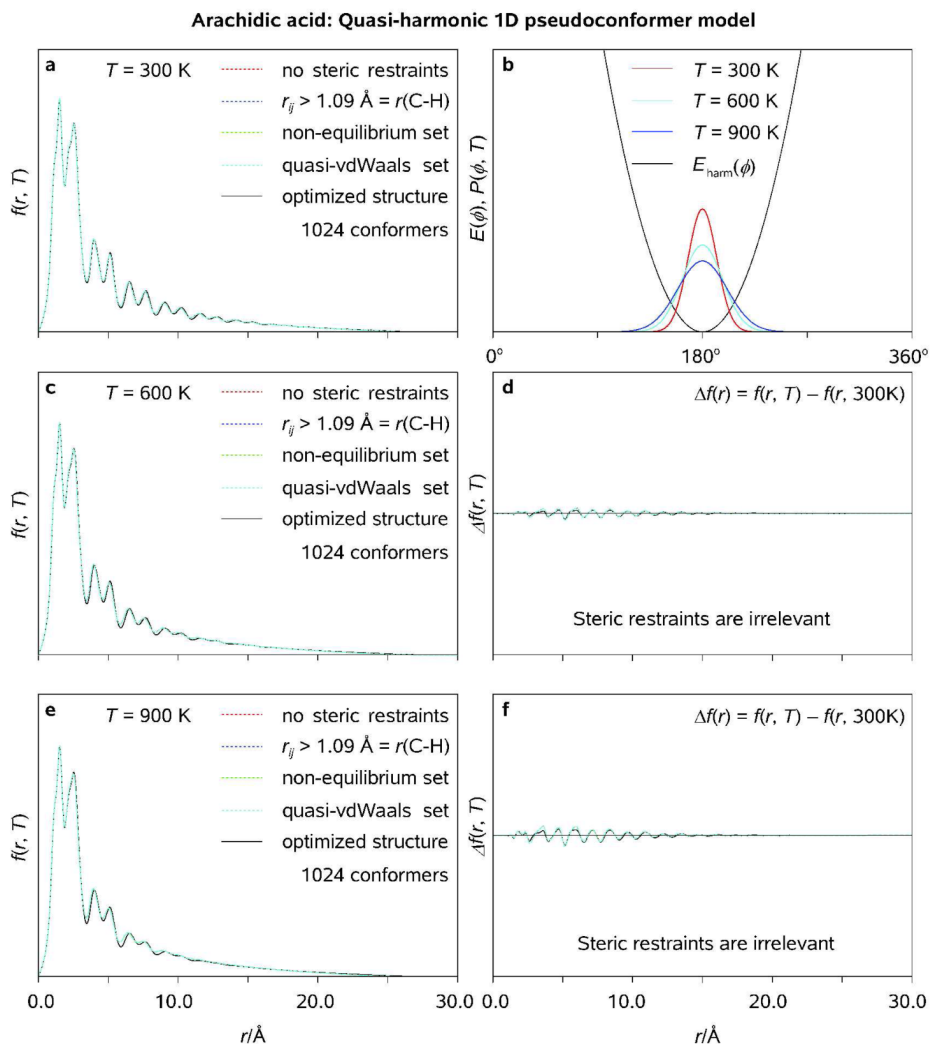 Arachidic acid: Quasi-harmonic 1D pseudoconformer model
a
T = 300 K
no steric restraints
r_ij > 1.09 Å = r(C-H)
non-equilibrium set
quasi-vdWaals set
optimized structure
1024 conformers
f(r, T)
b
T = 300 K
T = 600 K
T = 900 K
E_harm(ϕ)
E(ϕ), P(ϕ, T)
0° 180° 360°
c
T = 600 K
no steric restraints
r_ij > 1.09 Å = r(C-H)
non-equilibrium set
quasi-vdWaals set
optimized structure
1024 conformers
f(r, T)
d
Δf(r) = f(r, T) − f(r, 300K)
Δf(r, T)
Steric restraints are irrelevant
e
T = 900 K
no steric restraints
r_ij > 1.09 Å = r(C-H)
non-equilibrium set
quasi-vdWaals set
optimized structure
1024 conformers
f(r, T)
0.0 10.0 20.0 30.0
r/Å
f
Δf(r) = f(r, T) − f(r, 300K)
Δf(r, T)
Steric restraints are irrelevant
0.0 10.0 20.0 30.0
r/Å